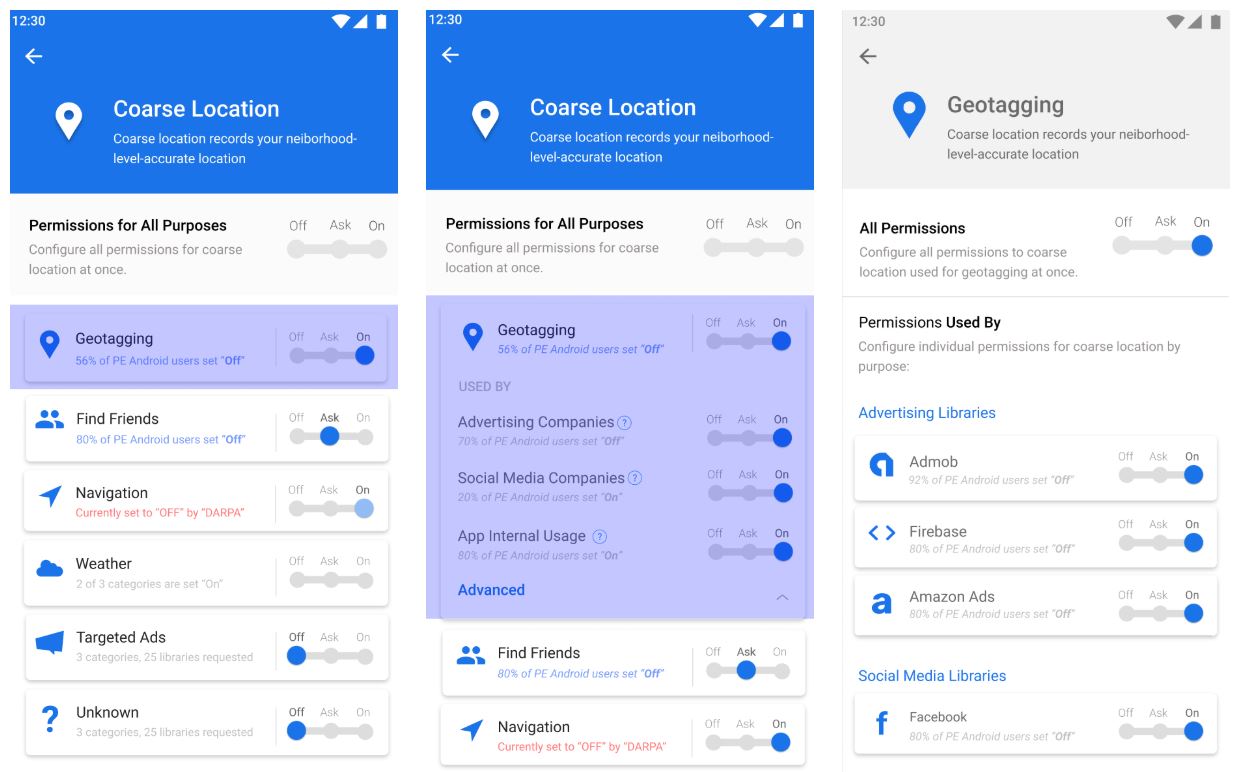 12:30
Coarse Location
Coarse location records your neiborhood-
level-accurate location
Permissions for All Purposes
Off Ask On
Configure all permissions for coarse
location at once.
Geotagging
Off Ask On
56% of PE Android users set "Off"
Find Friends
Off Ask On
80% of PE Android users set "Off"
Navigation
Off Ask On
Currently set to "OFF" by "DARPA"
Weather
Off Ask On
2 of 3 categories are set "On"
Targeted Ads
Off Ask On
3 categories, 25 libraries requested
Unknown
Off Ask On
3 categories, 25 libraries requested
12:30
Coarse Location
Coarse location records your neiborhood-
level-accurate location
Permissions for All Purposes
Off Ask On
Configure all permissions for coarse
location at once.
Geotagging
Off Ask On
56% of PE Android users set "Off"
USED BY
Advertising Companies ?
Off Ask On
70% of PE Android users set "Off"
Social Media Companies ?
Off Ask On
20% of PE Android users set "On"
App Internal Usage ?
Off Ask On
80% of PE Android users set "On"
Advanced
Find Friends
Off Ask On
80% of PE Android users set "Off"
Navigation
Off Ask On
Currently set to "OFF" by "DARPA"
12:30
Geotagging
Coarse location records your neiborhood-
level-accurate location
All Permissions
Off Ask On
Configure all permissions to coarse
location used for geotagging at once.
Permissions Used By
Configure individual permissions for coarse location by
purpose:
Advertising Libraries
Admob
Off Ask On
92% of PE Android users set "Off"
Firebase
Off Ask On
80% of PE Android users set "Off"
Amazon Ads
Off Ask On
80% of PE Android users set "Off"
Social Media Libraries
Facebook
Off Ask On
80% of PE Android users set "Off"